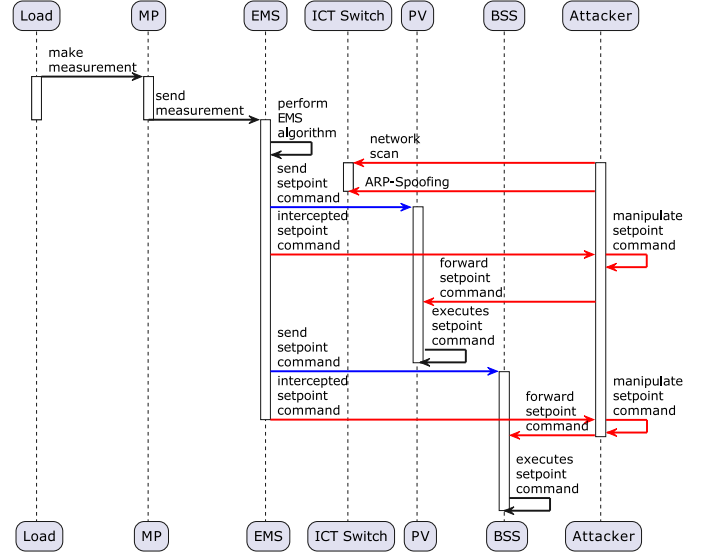 Load
MP
EMS
ICT Switch
PV
BSS
Attacker
make
measurement
send
measurement
perform
EMS
algorithm
network
scan
send
setpoint
command
ARP-Spoofing
intercepted
setpoint
command
manipulate
setpoint
command
forward
setpoint
command
executes
setpoint
command
send
setpoint
command
intercepted
setpoint
command
manipulate
setpoint
command
forward
setpoint
command
executes
setpoint
command
Load
MP
EMS
ICT Switch
PV
BSS
Attacker